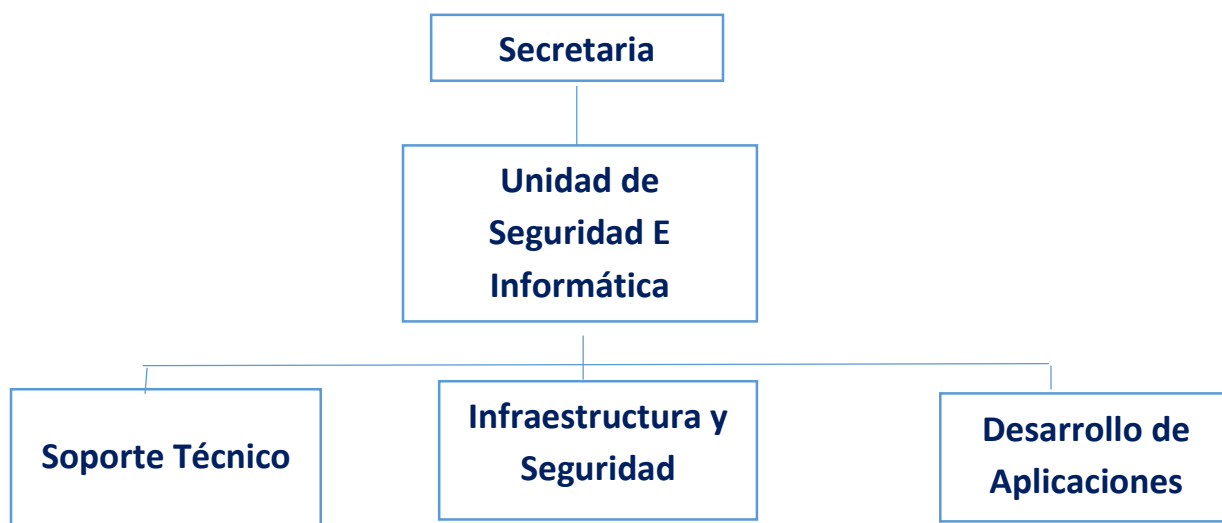 Secretaria
Unidad de
Seguridad E
Informática
Soporte Técnico
Infraestructura y
Seguridad
Desarrollo de
Aplicaciones